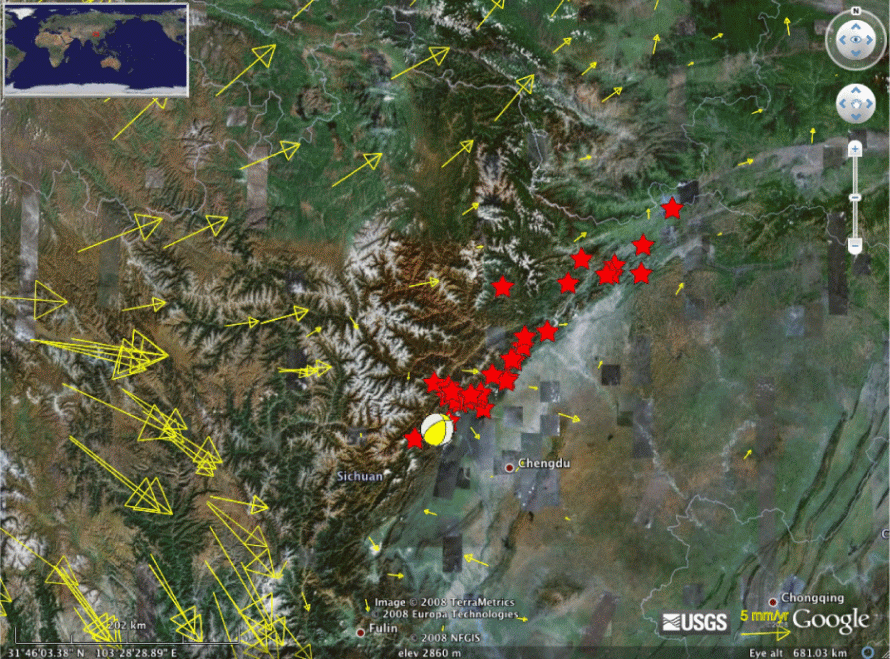 N
Sichuan
Chengdu
Chongqing
Image © 2008 TerraMetrics
© 2008 Europa Technologies
© 2008 NFGIS
Fulin
USGS
5 mm/yr
Google
31°46'03.38" N 103°28'28.89" E
elev 2860 m
Eye alt 681.03 km